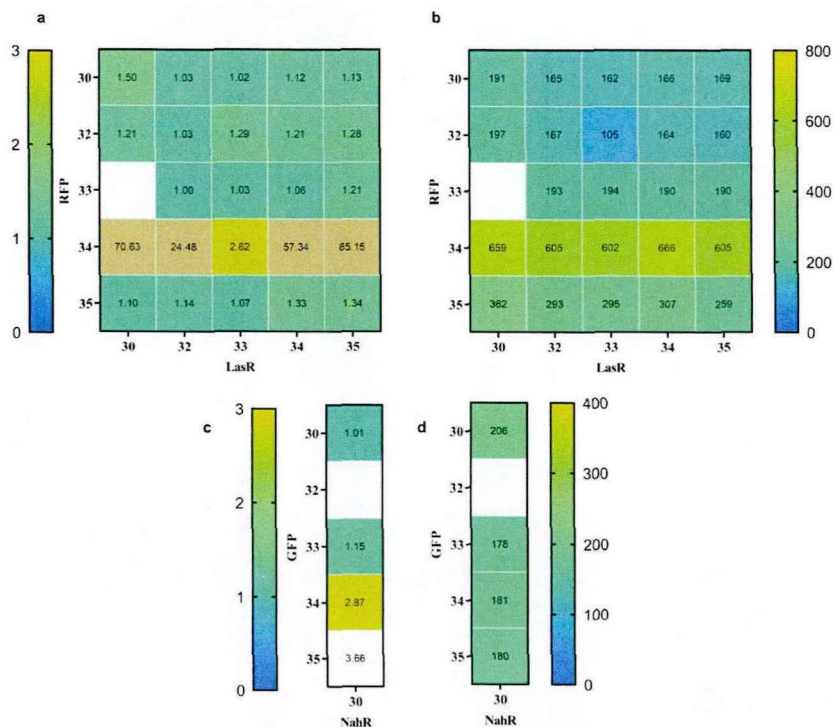 a
3
2
1
0
RFP
30
32
33
34
35
1.50 1.03 1.02 1.12 1.13
1.21 1.03 1.29 1.21 1.28
1.00 1.03 1.06 1.21
70.63 24.48 2.62 57.34 85.15
1.10 1.14 1.07 1.33 1.34
30 32 33 34 35
LasR
b
RFP
30
32
33
34
35
191 165 162 166 169
197 167 105 164 160
193 194 190 190
659 605 602 666 605
362 293 295 307 259
30 32 33 34 35
LasR
800
600
400
200
0
c
3
2
1
0
GFP
30
32
33
34
35
1.01
1.15
2.87
3.66
30
NahR
d
GFP
30
32
33
34
35
206
178
181
180
30
NahR
400
300
200
100
0